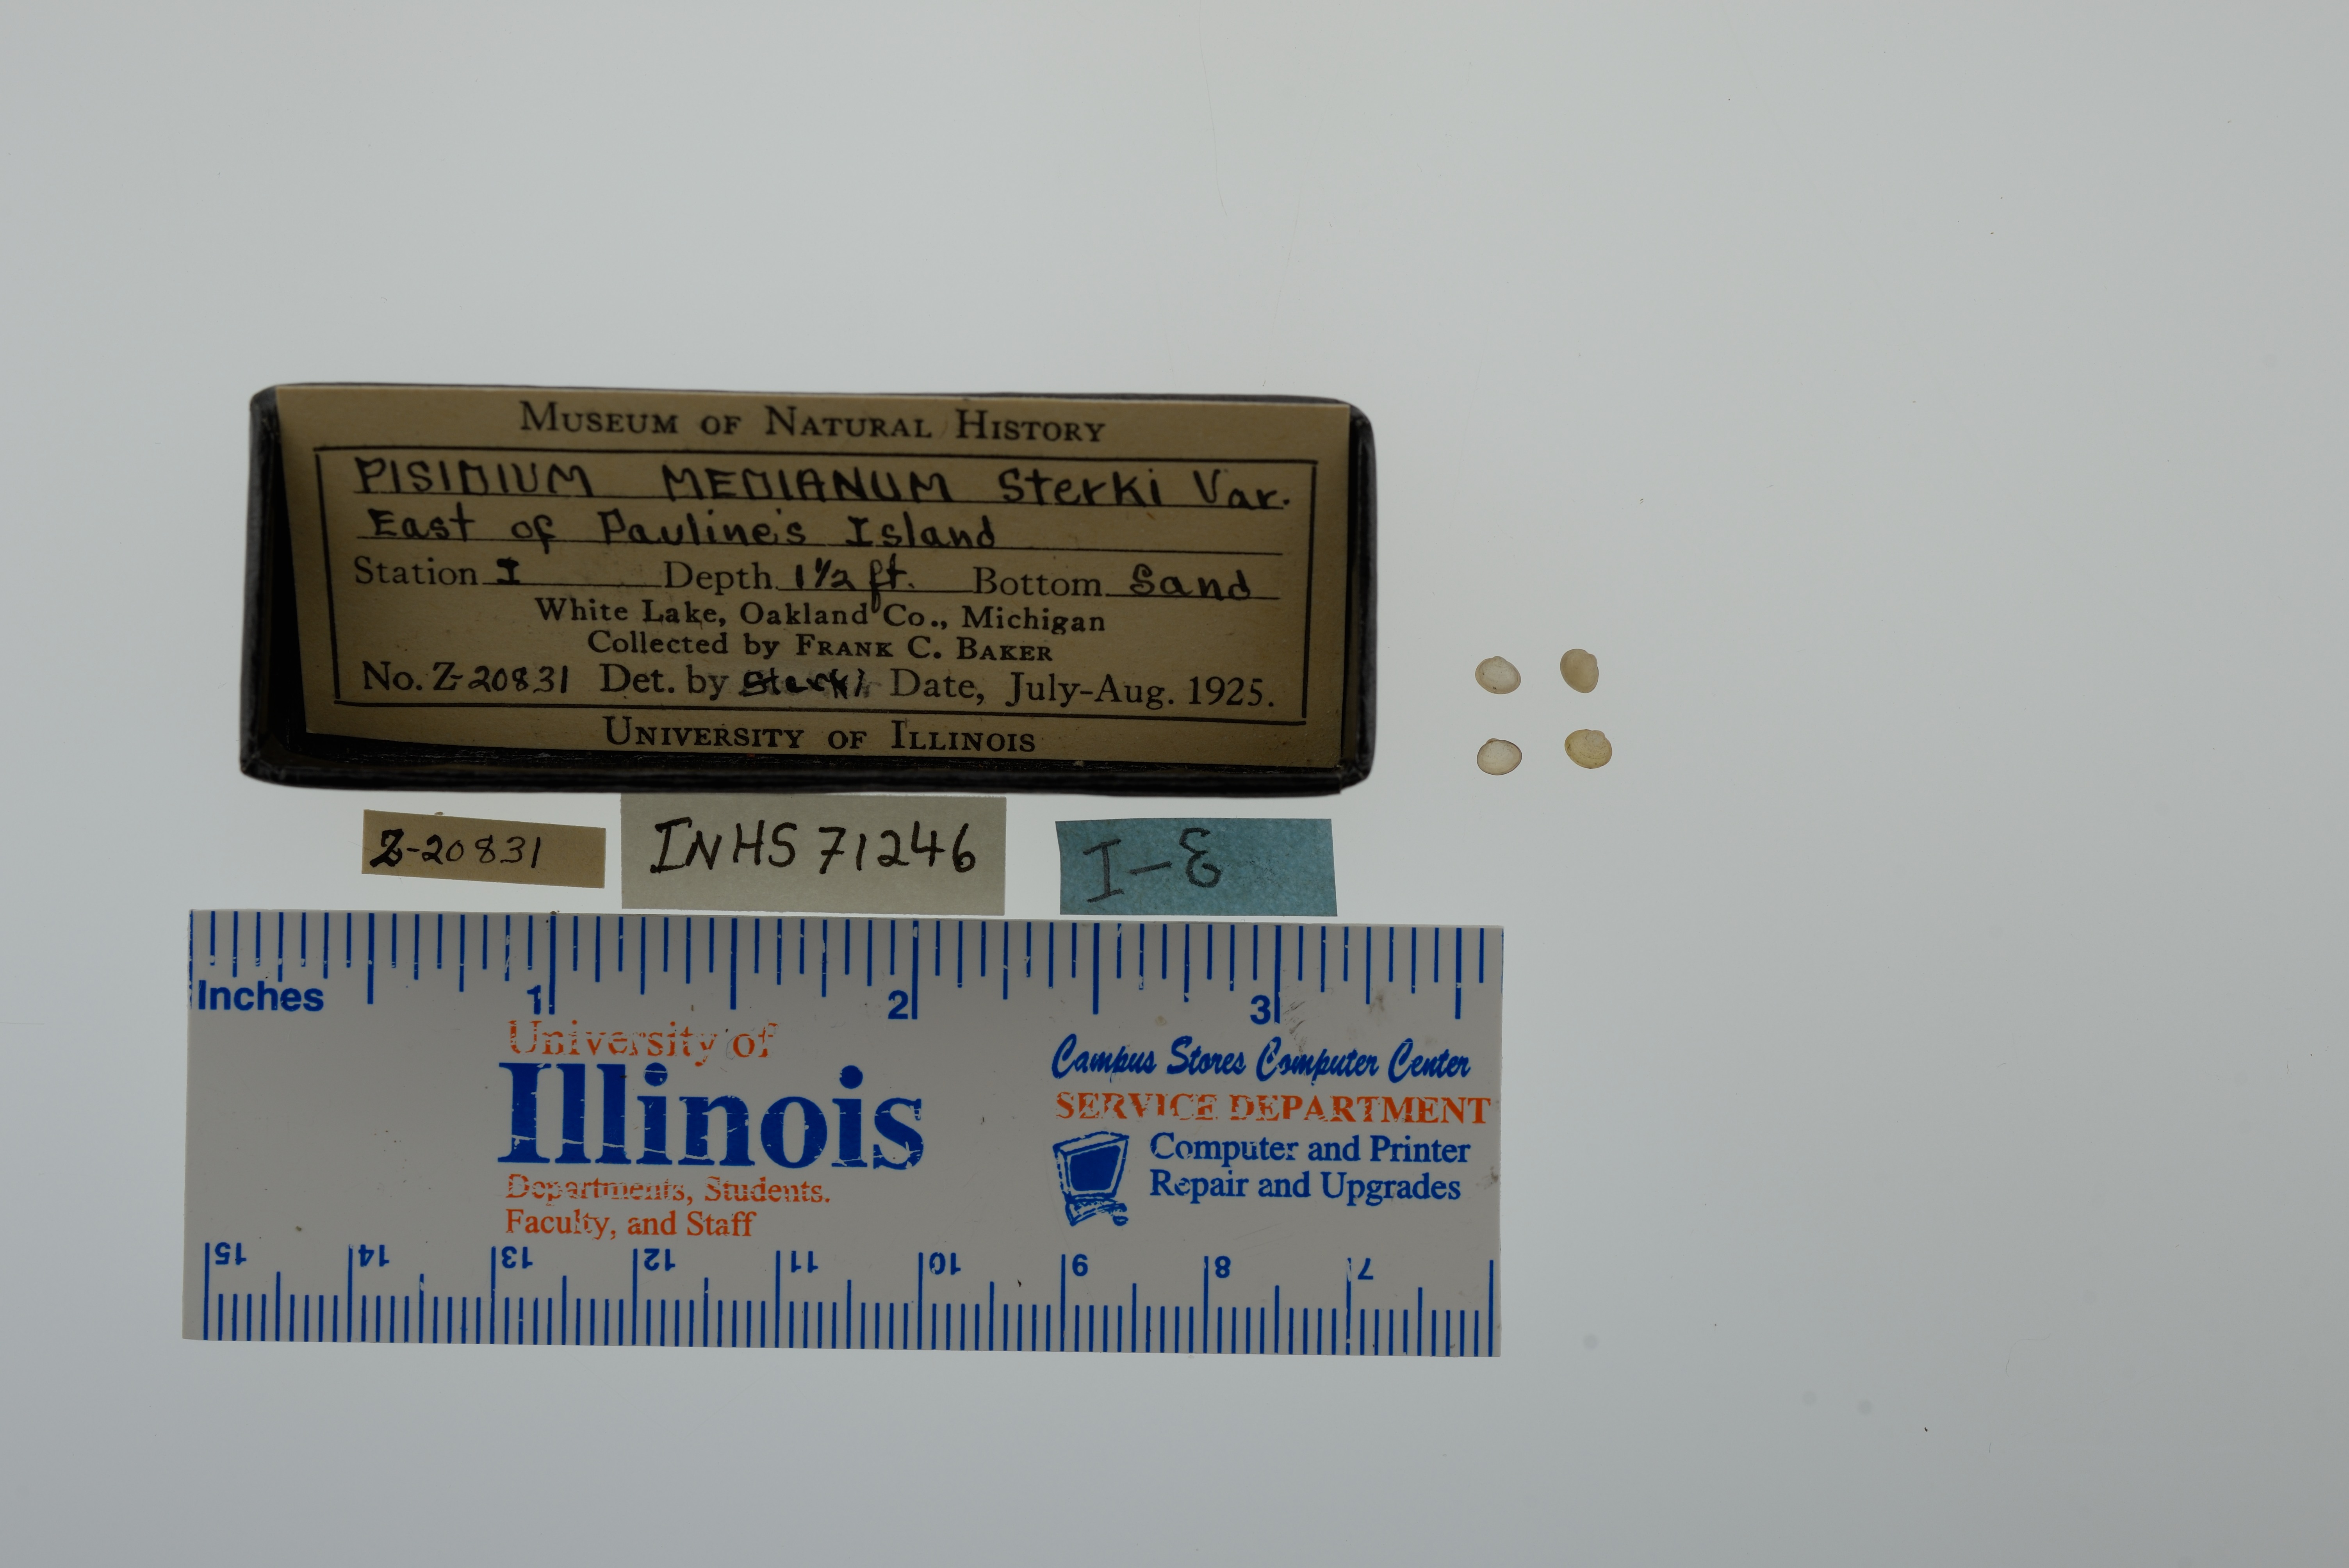 MUSEUM OF NATURAL HISTORY
PISIDIUM MEDIANUM Sterki Var.
East of Pauline's Island
Station I Depth 1 1/2 ft. Bottom Sand
White Lake, Oakland Co., Michigan
Collected by FRANK C. BAKER
No. Z-20831 Det. by Sterki Date, July-Aug. 1925.
UNIVERSITY OF ILLINOIS
Z-20831
INHS 71246
I-E
Inches 1 2 3
University of
Illinois
Departments, Students.
Faculty, and Staff
Campus Stores Computer Center
SERVICE DEPARTMENT
Computer and Printer
Repair and Upgrades
15 14 13 12 11 10 9 8 7